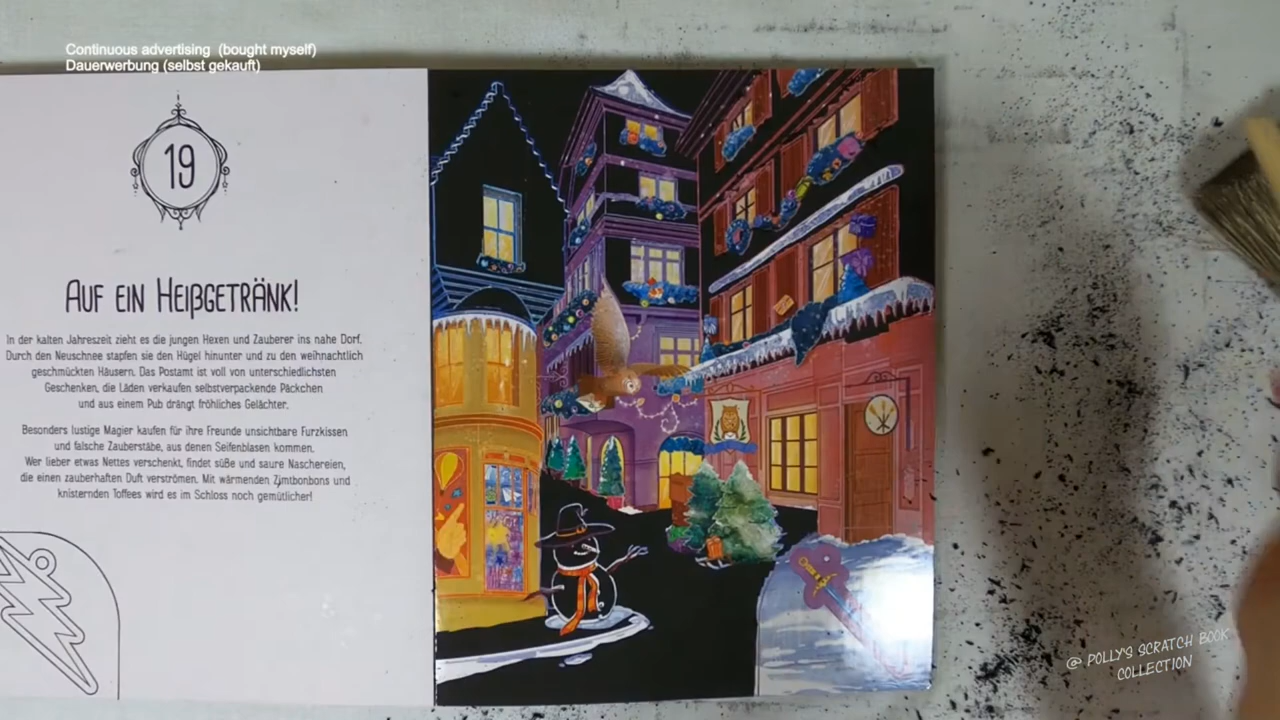 Continuous advertising (bought myself)
Dauerwerbung (selbst gekauft)
19
AUF EIN HEIßGETRÄNK!
In der kalten Jahreszeit zieht es die jungen Hexen und Zauberer ins nahe Dorf.
Durch den Neuschnee stapfen sie den Hügel hinunter und zu den weihnachtlich
geschmückten Häusern. Das Postamt ist voll von unterschiedlichsten
Geschenken, die Läden verkaufen selbstverpackende Päckchen
und aus einem Pub drängt fröhliches Gelächter.
Besonders lustige Magier kaufen für ihre Freunde unsichtbare Furzkissen
und falsche Zauberstäbe, aus denen Seifenblasen kommen.
Wer lieber etwas Nettes verschenkt, findet süße und saure Naschereien,
die einen zauberhaften Duft verströmen. Mit wärmenden Zimtbonbons und
knisternden Toffees wird es im Schloss noch gemütlicher!
@ POLLY'S SCRATCH BOOK
COLLECTION